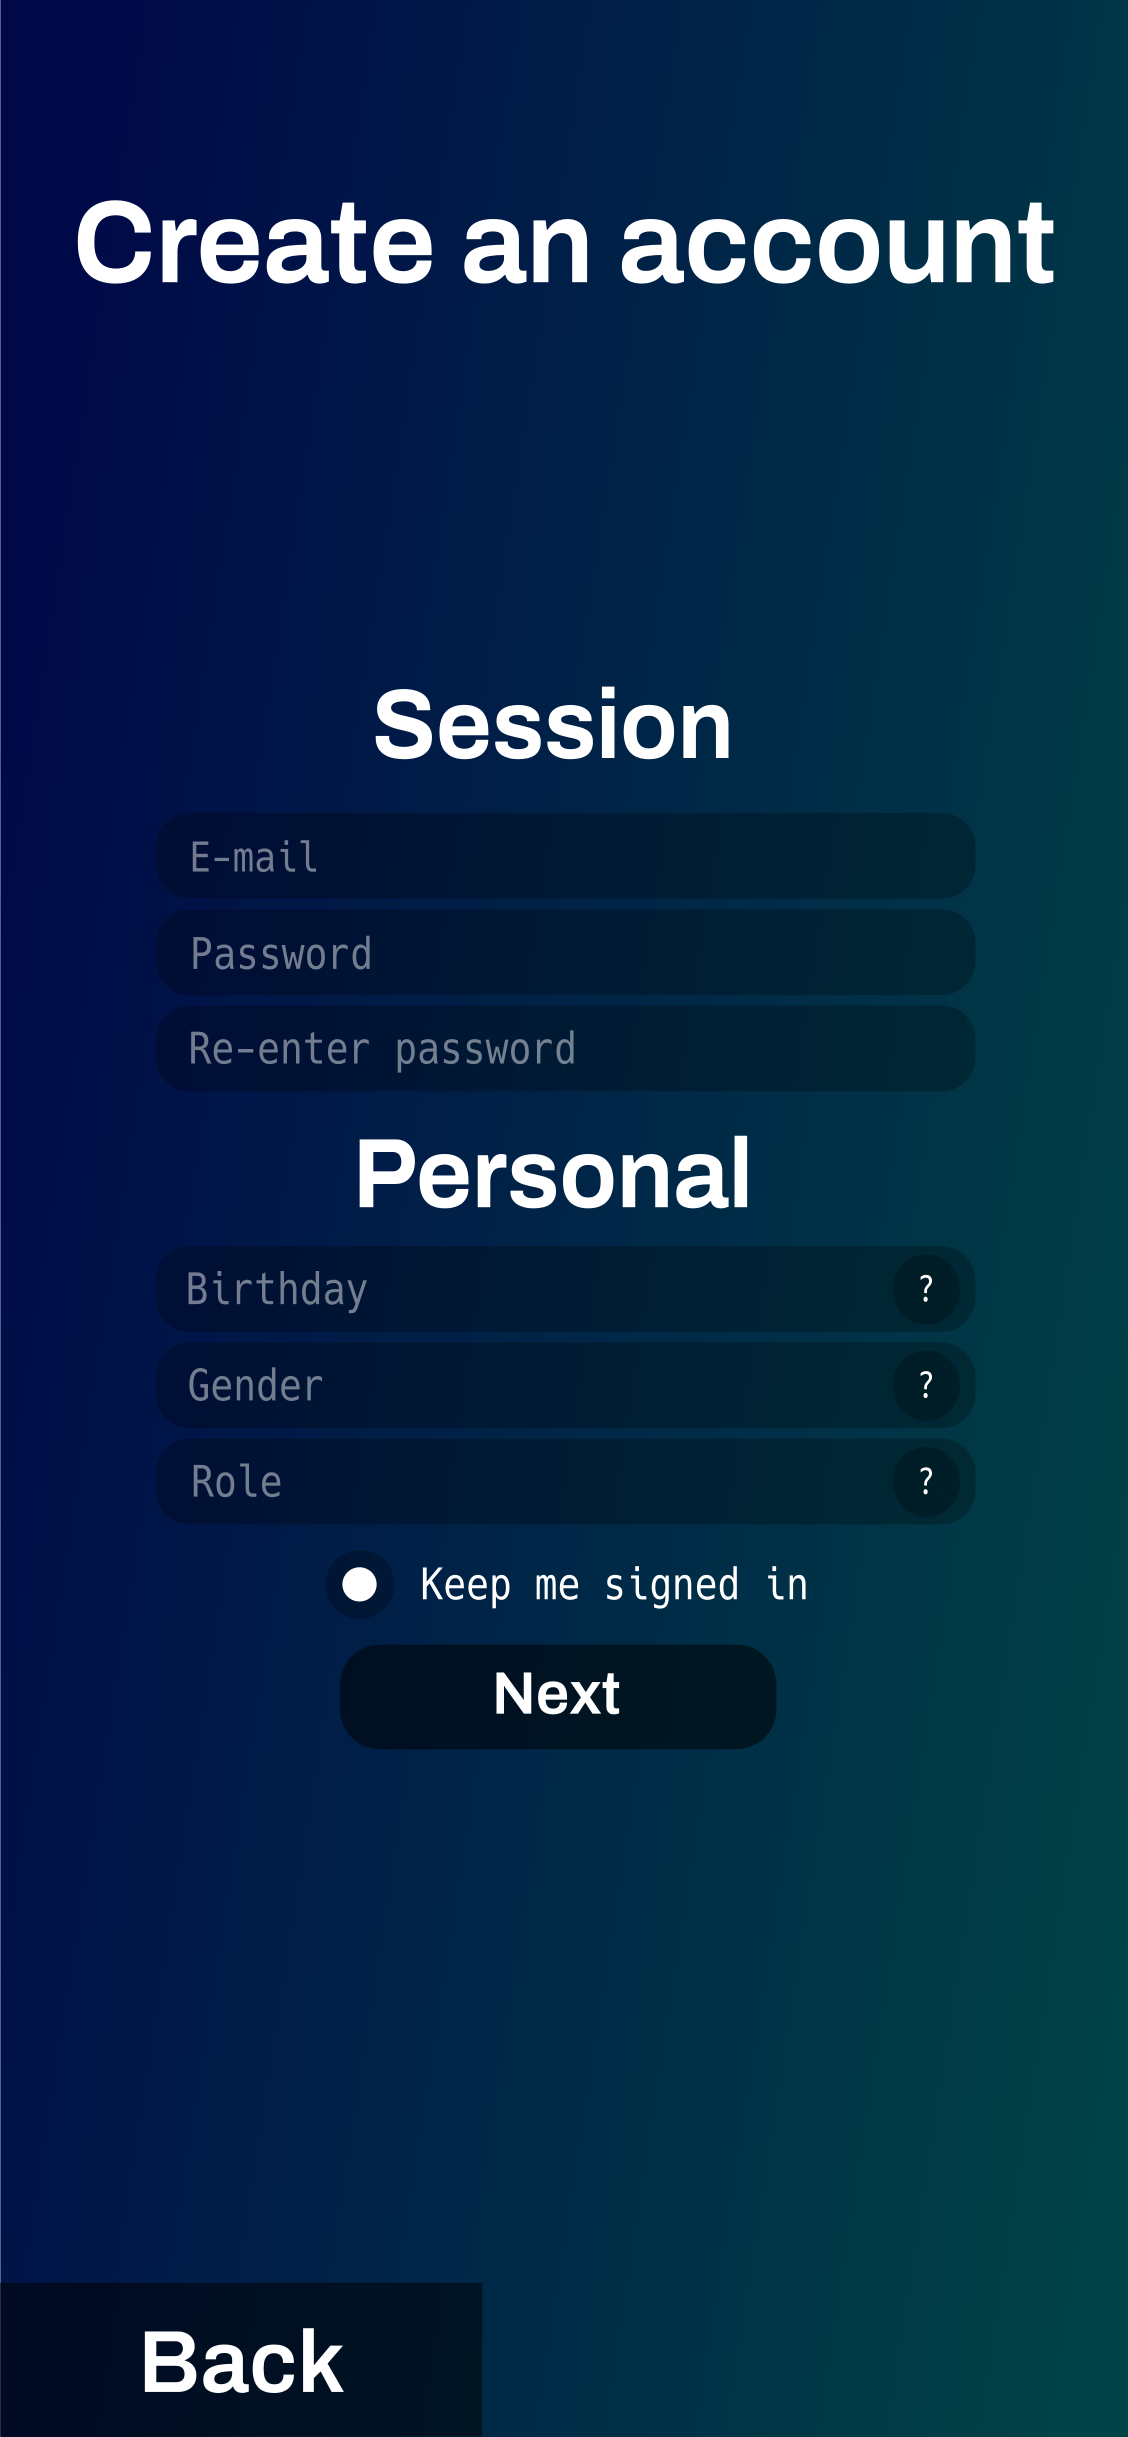 Create an account
Session
E-mail
Password
Re-enter password
Personal
Birthday ?
Gender ?
Role ?
Keep me signed in
Next
Back